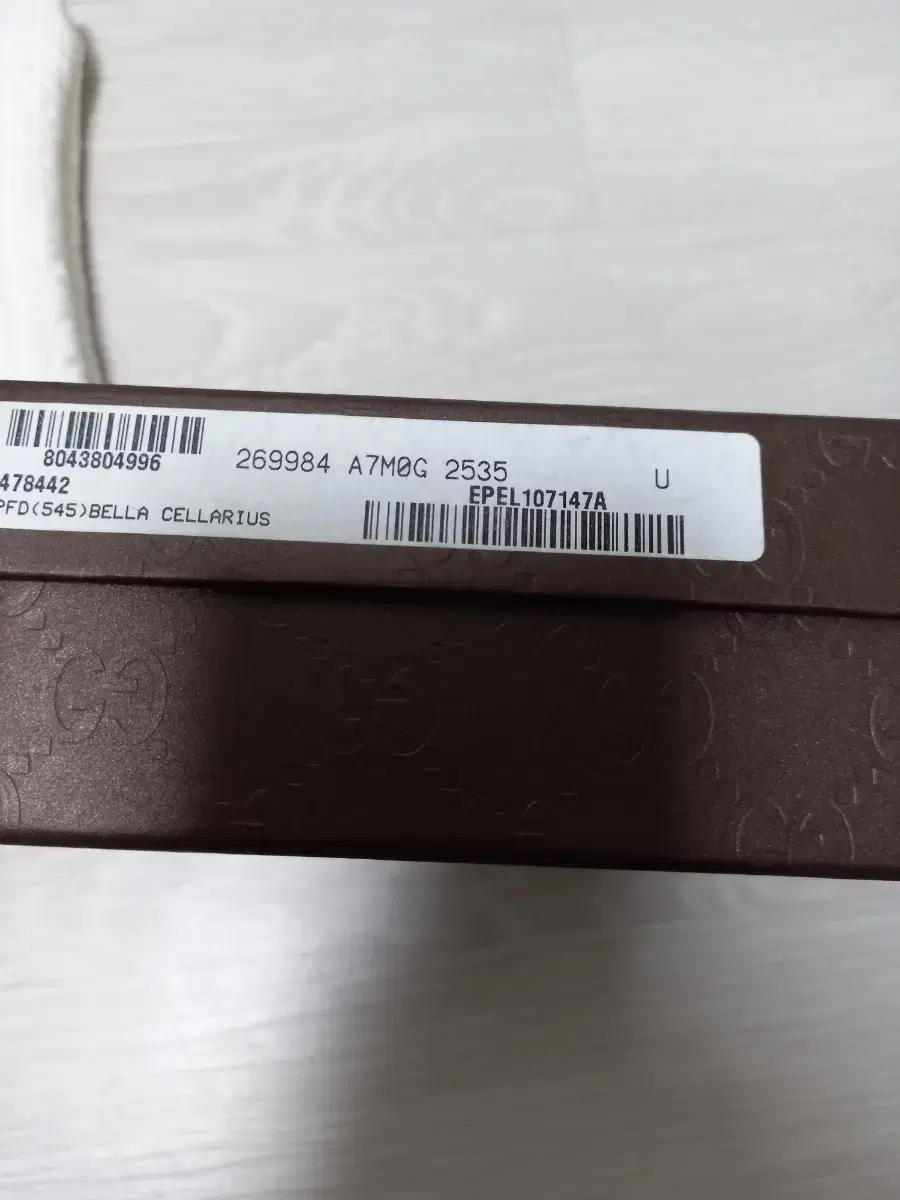 8043804996
269984 A7M0G 2535 U
478442
EPEL107147A
PFD(545)BELLA CELLARIUS